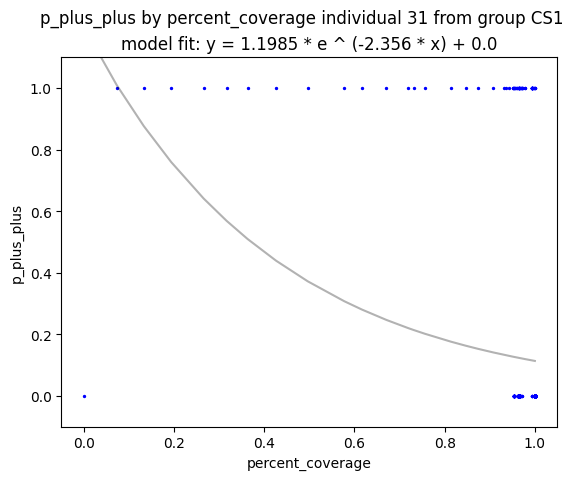 p_plus_plus by percent_coverage individual 31 from group CS1
model fit: y = 1.1985 * e ^ (-2.356 * x) + 0.0
1.0
0.8
0.6
0.4
0.2
0.0
p_plus_plus
0.0 0.2 0.4 0.6 0.8 1.0
percent_coverage